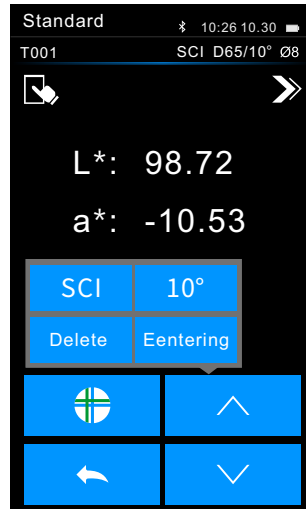 Standard 10:26 10.30
T001 SCI D65/10° Ø8
L*: 98.72
a*: -10.53
SCI 10°
Delete Eentering